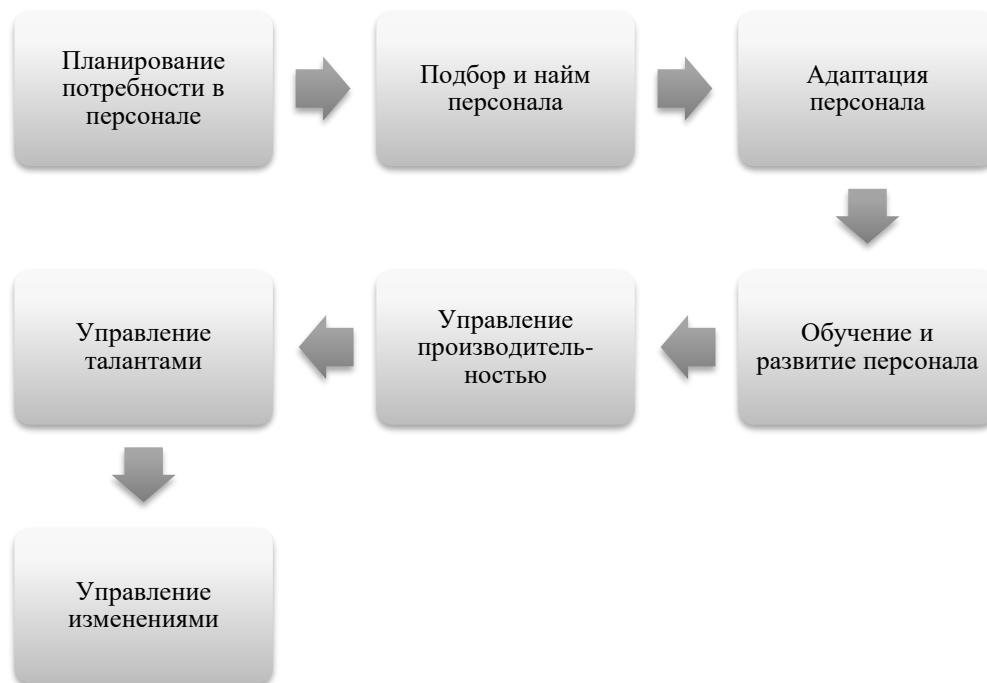 Планирование
потребности в
персонале
Подбор и найм
персонала
Адаптация
персонала
Обучение и
развитие персонала
Управление
производитель-
ностью
Управление
талантами
Управление
изменениями